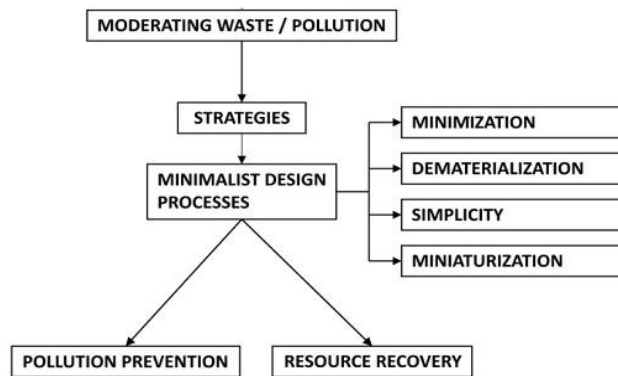 MODERATING WASTE / POLLUTION
STRATEGIES
MINIMALIST DESIGN
PROCESSES
MINIMIZATION
DEMATERIALIZATION
SIMPLICITY
MINIATURIZATION
POLLUTION PREVENTION
RESOURCE RECOVERY